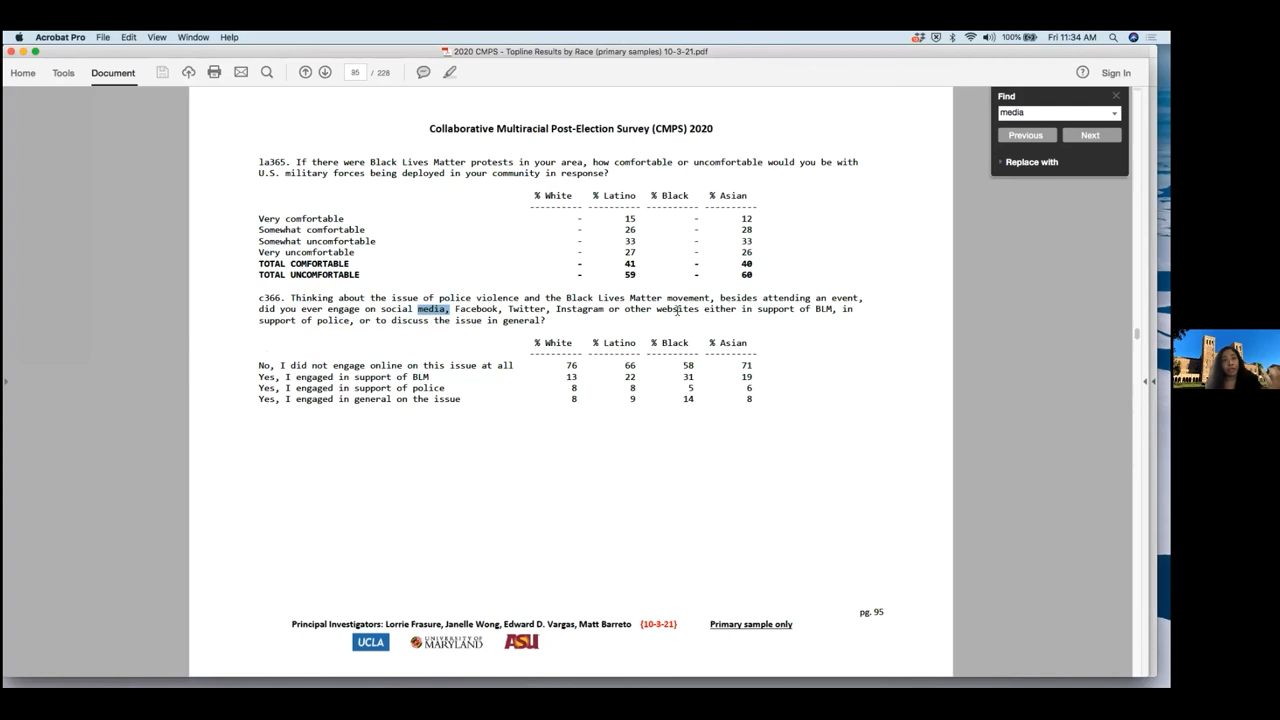 Acrobat Pro File Edit View Window Help 100% Fri 11:34 AM
2020 CMPS - Topline Results by Race (primary samples) 10-3-21.pdf
Home Tools Document 95 / 228 Sign In
Find
media
Previous Next
Replace with
Collaborative Multiracial Post-Election Survey (CMPS) 2020
la365. If there were Black Lives Matter protests in your area, how comfortable or uncomfortable would you be with
U.S. military forces being deployed in your community in response?
% White % Latino % Black % Asian
---------- ---------- ---------- ----------
Very comfortable - 15 - 12
Somewhat comfortable - 26 - 28
Somewhat uncomfortable - 33 - 33
Very uncomfortable - 27 - 26
TOTAL COMFORTABLE - 41 - 40
TOTAL UNCOMFORTABLE - 59 - 60
c366. Thinking about the issue of police violence and the Black Lives Matter movement, besides attending an event,
did you ever engage on social media, Facebook, Twitter, Instagram or other websites either in support of BLM, in
support of police, or to discuss the issue in general?
% White % Latino % Black % Asian
---------- ---------- ---------- ----------
No, I did not engage online on this issue at all 76 66 58 71
Yes, I engaged in support of BLM 13 22 31 19
Yes, I engaged in support of police 8 8 5 6
Yes, I engaged in general on the issue 8 9 14 8
pg. 95
Principal Investigators: Lorrie Frasure, Janelle Wong, Edward D. Vargas, Matt Barreto {10-3-21} Primary sample only
UCLA UNIVERSITY OF MARYLAND ASU